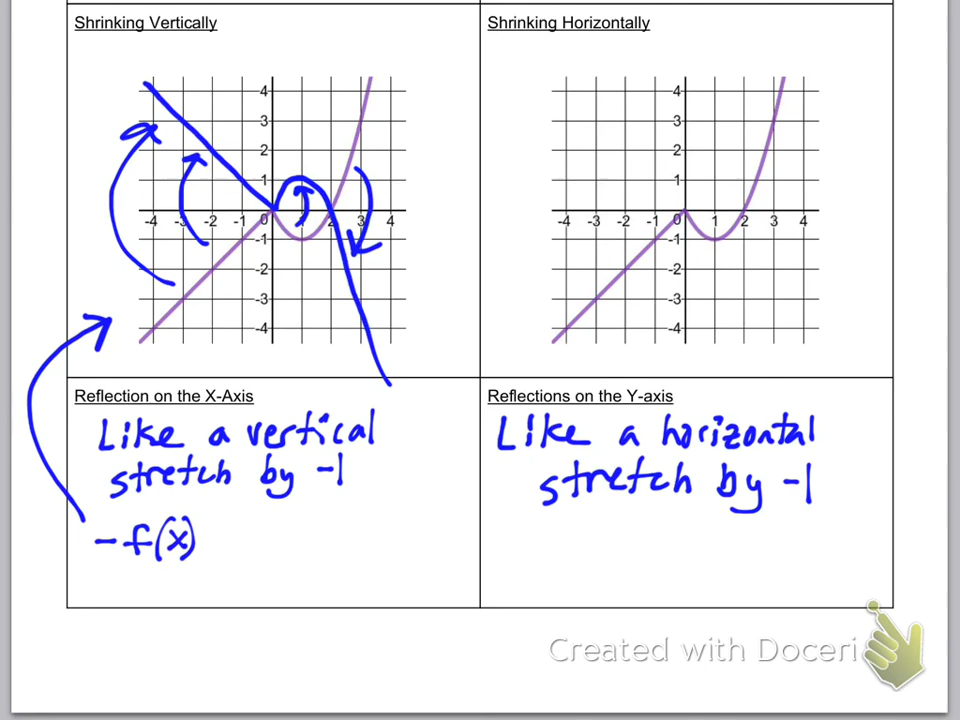 Shrinking Vertically
Shrinking Horizontally
4
3
2
1
-4 -3 -2 -1 0 2 3 4
-1
-2
-3
-4
4
3
2
1
-4 -3 -2 -1 0 1 2 3 4
-1
-2
-3
-4
Reflection on the X-Axis
Like a vertical
stretch by -1
-f(x)
Reflections on the Y-axis
Like a horizontal
stretch by -1
Created with Doceri